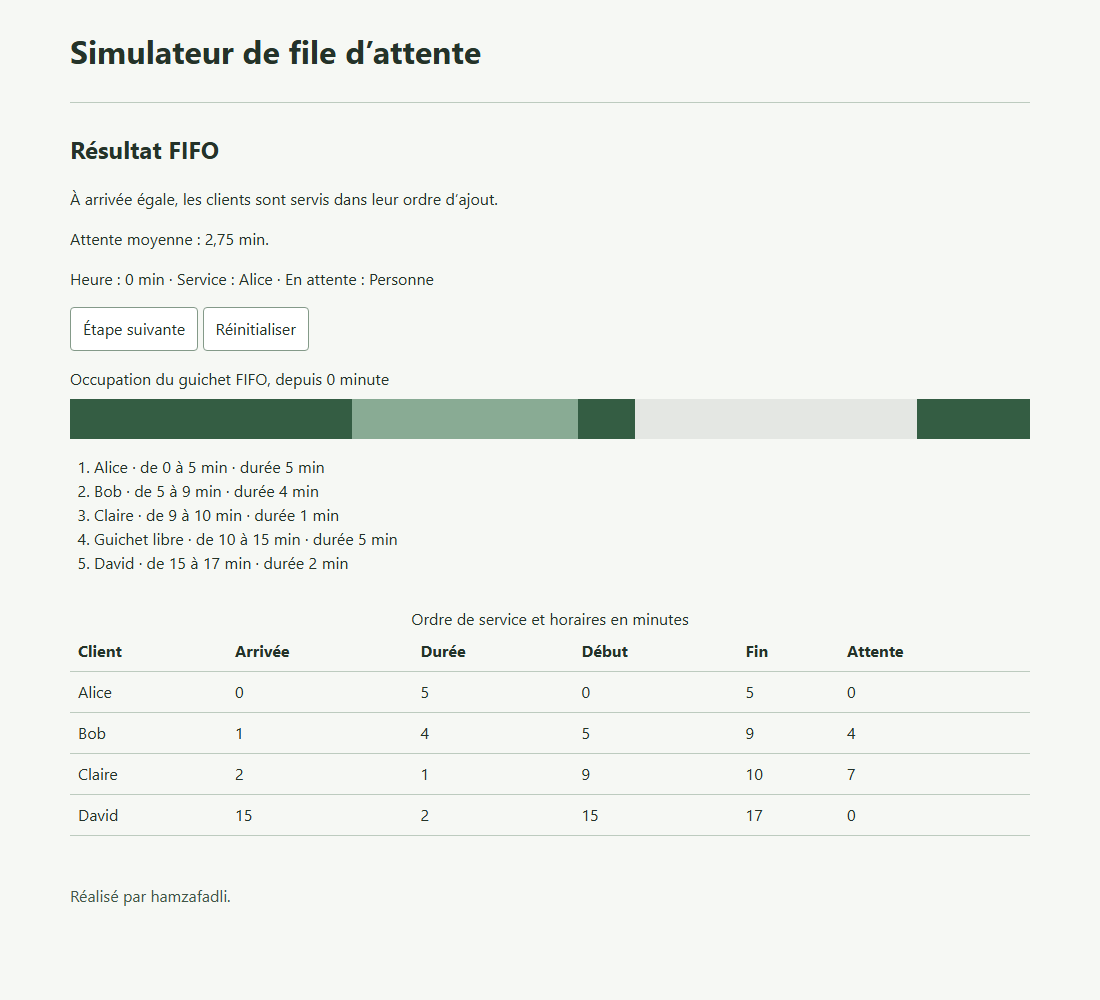 Simulateur de file d’attente
Résultat FIFO
À arrivée égale, les clients sont servis dans leur ordre d’ajout.
Attente moyenne : 2,75 min.
Heure : 0 min · Service : Alice · En attente : Personne
Étape suivante Réinitialiser
Occupation du guichet FIFO, depuis 0 minute
1. Alice · de 0 à 5 min · durée 5 min
2. Bob · de 5 à 9 min · durée 4 min
3. Claire · de 9 à 10 min · durée 1 min
4. Guichet libre · de 10 à 15 min · durée 5 min
5. David · de 15 à 17 min · durée 2 min
Ordre de service et horaires en minutes
Client Arrivée Durée Début Fin Attente
Alice 0 5 0 5 0
Bob 1 4 5 9 4
Claire 2 1 9 10 7
David 15 2 15 17 0
Réalisé par hamzafadli.